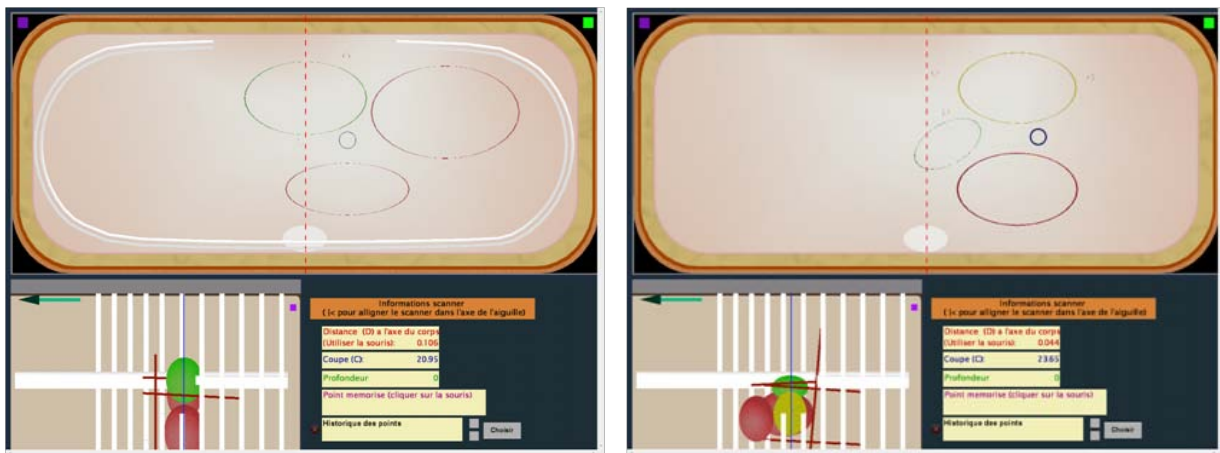 Informations scanner
( )< pour alligner le scanner dans l'axe de l'aiguille)
Distance (D) a l'axe du corps
(Utiliser la souris): 0.106
Coupe (C): 20.95
Profondeur 0
Point memorise (cliquer sur la souris)
Historique des points
Choisir
Informations scanner
( )< pour alligner le scanner dans l'axe de l'aiguille)
Distance (D) a l'axe du corps
(Utiliser la souris): 0.044
Coupe (C): 23.65
Profondeur 0
Point memorise (cliquer sur la souris)
Historique des points
Choisir